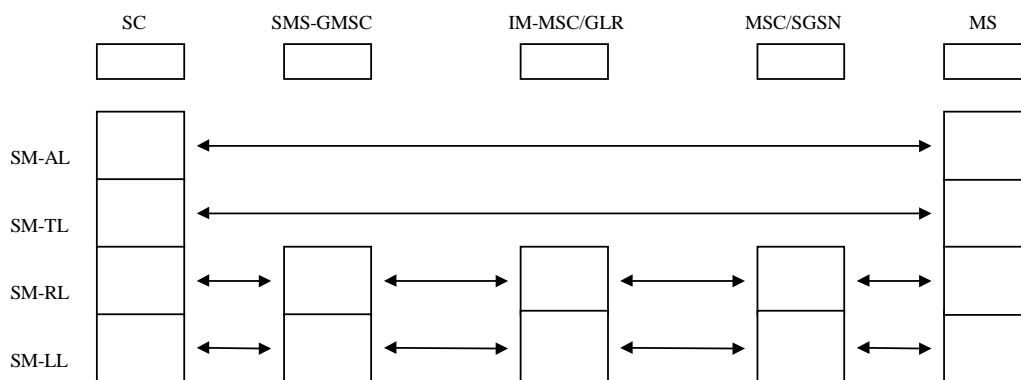 SC SMS-GMSC IM-MSC/GLR MSC/SGSN MS
SM-AL
SM-TL
SM-RL
SM-LL